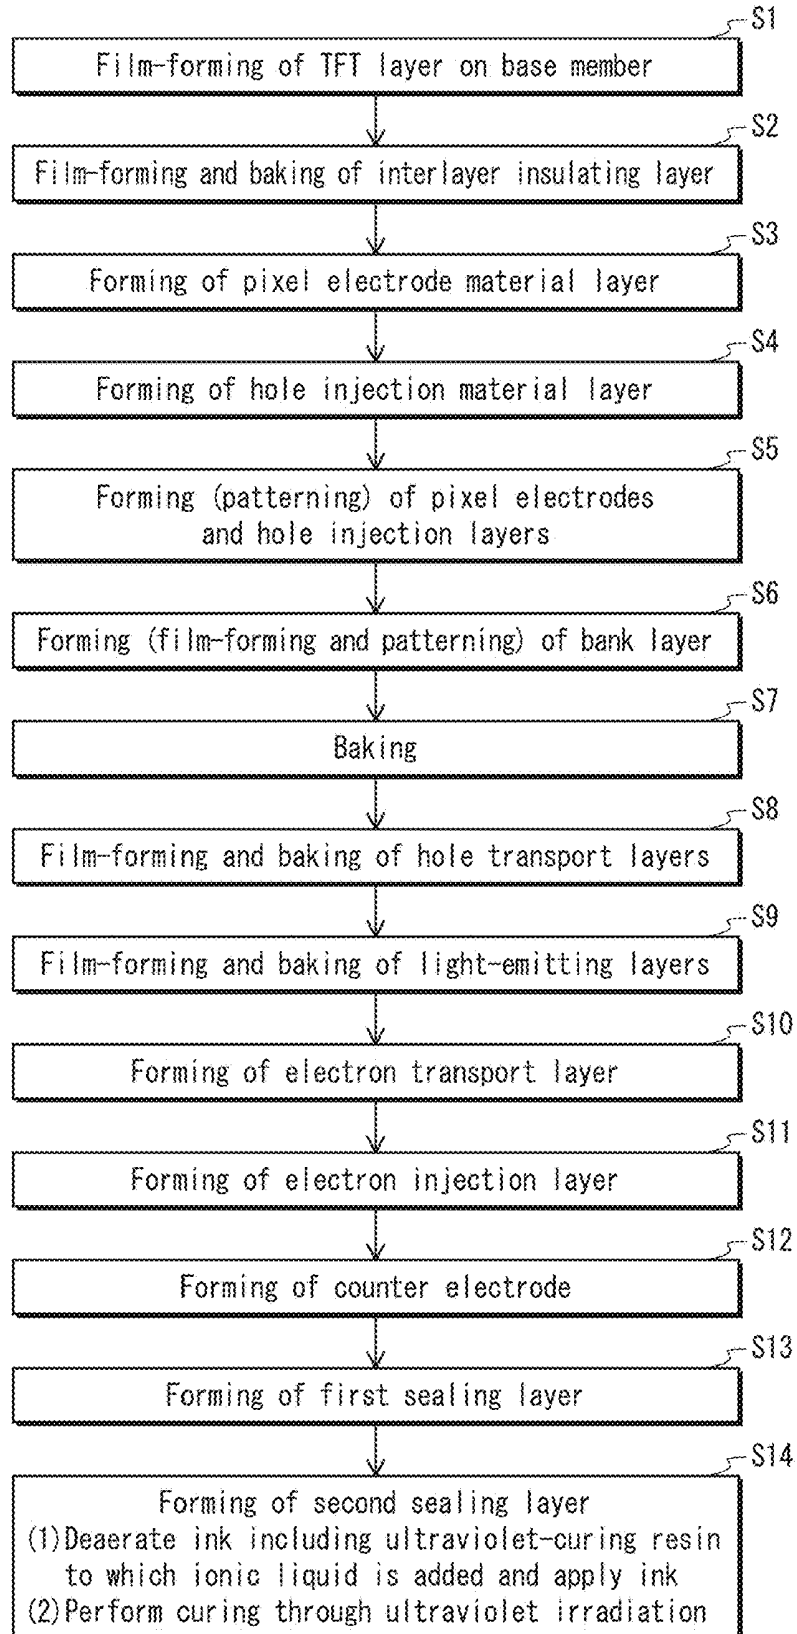 S1
Film-forming of TFT layer on base member
S2
Film-forming and baking of interlayer insulating layer
S3
Forming of pixel electrode material layer
S4
Forming of hole injection material layer
S5
Forming (patterning) of pixel electrodes
and hole injection layers
S6
Forming (film-forming and patterning) of bank layer
S7
Baking
S8
Film-forming and baking of hole transport layers
S9
Film-forming and baking of light-emitting layers
S10
Forming of electron transport layer
S11
Forming of electron injection layer
S12
Forming of counter electrode
S13
Forming of first sealing layer
S14
Forming of second sealing layer
(1)Deaerate ink including ultraviolet-curing resin
to which ionic liquid is added and apply ink
(2)Perform curing through ultraviolet irradiation